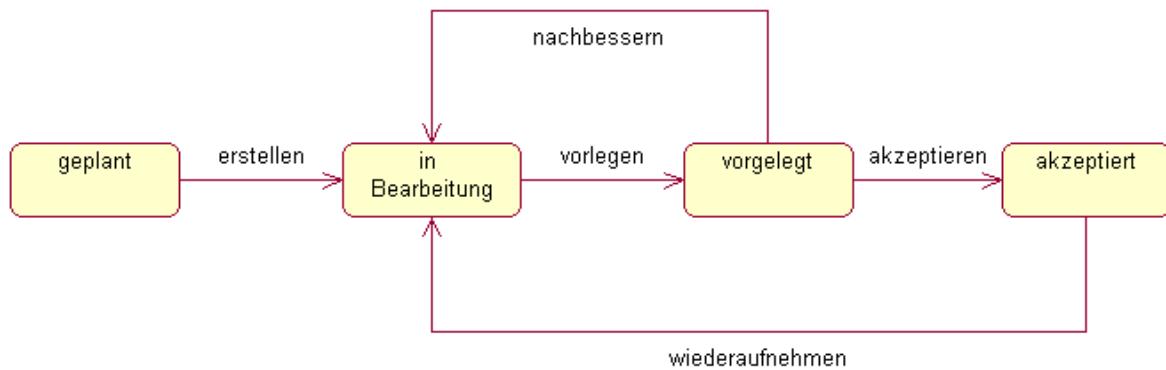 nachbessern
geplant
erstellen
in
Bearbeitung
vorlegen
vorgelegt
akzeptieren
akzeptiert
wiederaufnehmen